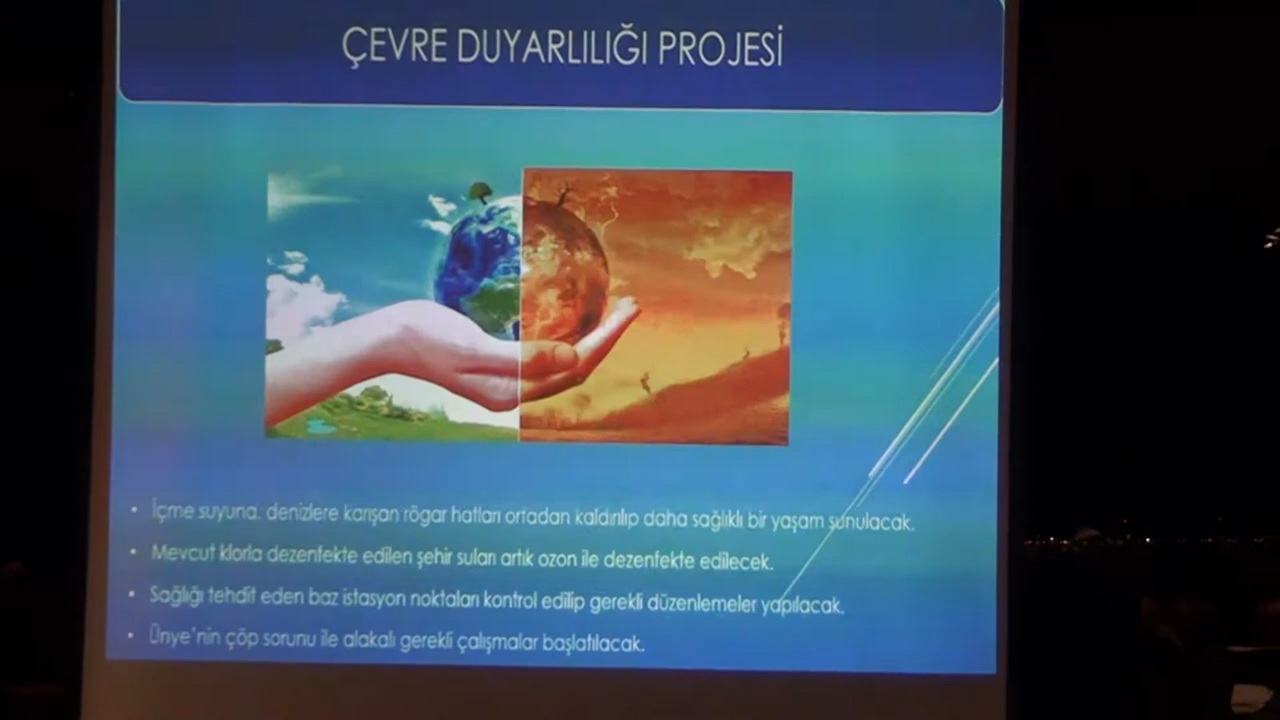 ÇEVRE DUYARLILIĞI PROJESİ
• İçme suyuna. denizlere karışan rögar hatları ortadan kaldırılıp daha sağlıklı bir yaşam sunulacak.
• Mevcut klorla dezenfekte edilen şehir suları artık ozon ile dezenfekte edilecek.
• Sağlığı tehdit eden baz istasyon noktaları kontrol edilip gerekli düzenlemeler yapılacak.
• Ünye'nin çöp sorunu ile alakalı gerekli çalışmalar başlatılacak.